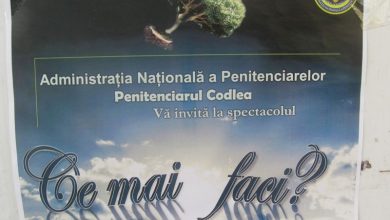 Administrația Națională a Penitenciarelor
Penitenciarul Codlea
Vă invită la spectacolul
Ce mai faci?